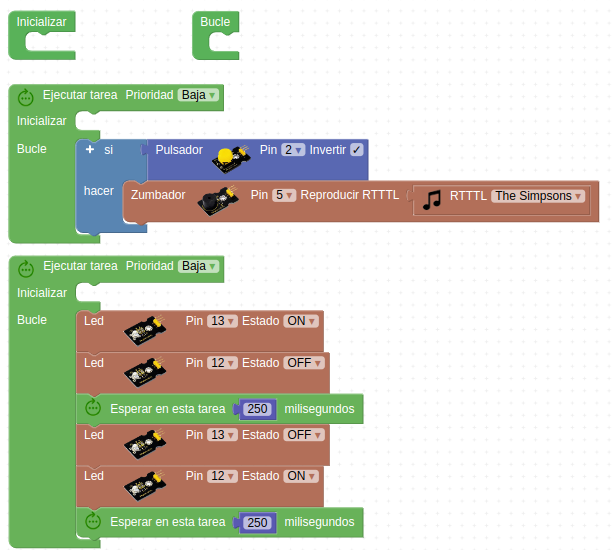 Inicializar Bucle
Ejecutar tarea Prioridad Baja
Inicializar
Bucle
si Pulsador Pin 2 Invertir
hacer Zumbador Pin 5 Reproducir RTTTL RTTTL The Simpsons
Ejecutar tarea Prioridad Baja
Inicializar
Bucle Led Pin 13 Estado ON
Led Pin 12 Estado OFF
Esperar en esta tarea 250 milisegundos
Led Pin 13 Estado OFF
Led Pin 12 Estado ON
Esperar en esta tarea 250 milisegundos